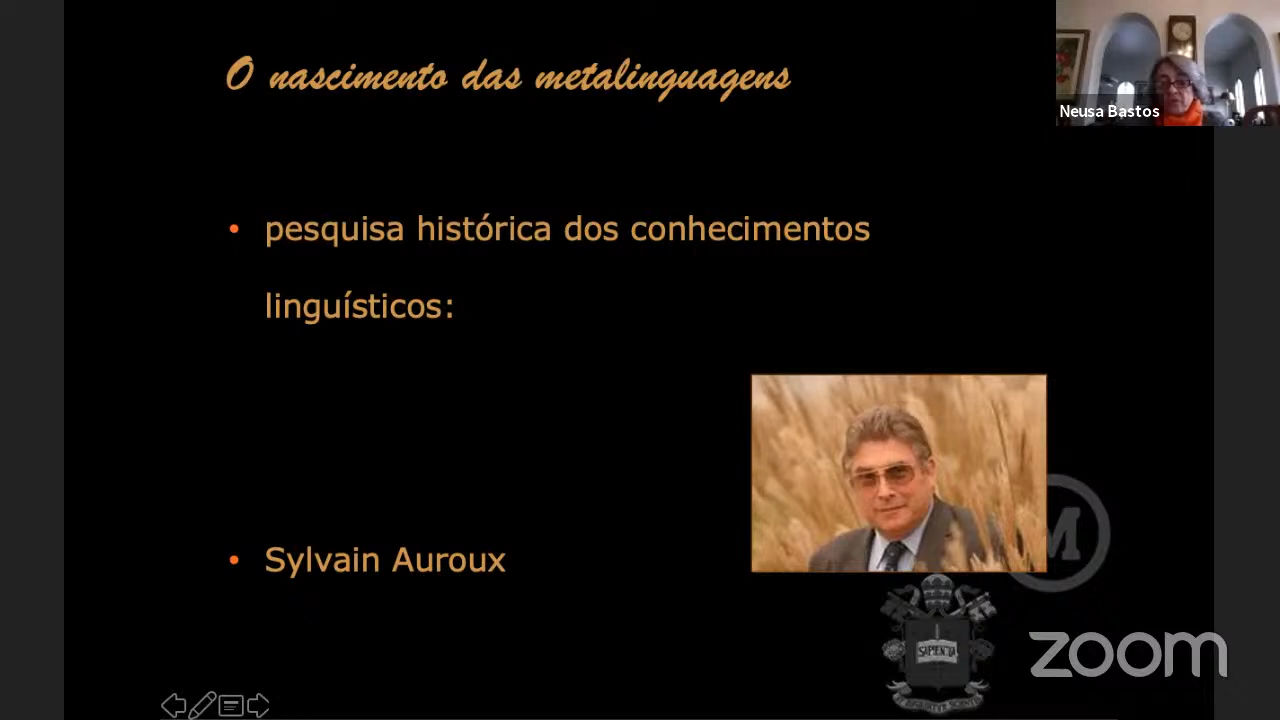 O nascimento das metalinguagens
Neusa Bastos
• pesquisa histórica dos conhecimentos
linguísticos:
• Sylvain Auroux
M
SAPIENTIA
zoom